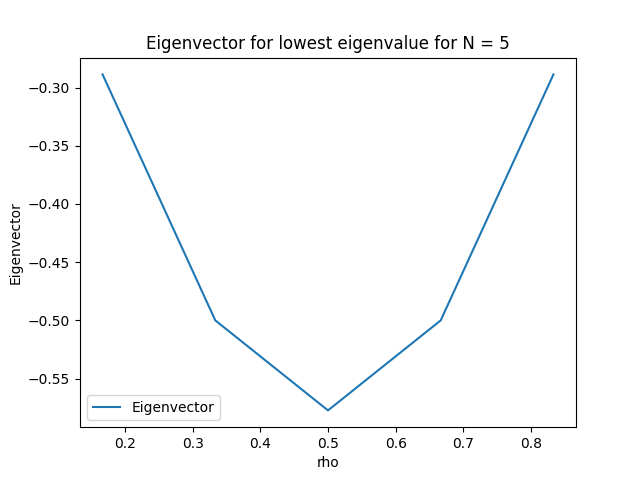 Eigenvector for lowest eigenvalue for N = 5
Eigenvector
−0.30
−0.35
−0.40
−0.45
−0.50
−0.55
Eigenvector
0.2 0.3 0.4 0.5 0.6 0.7 0.8
rho